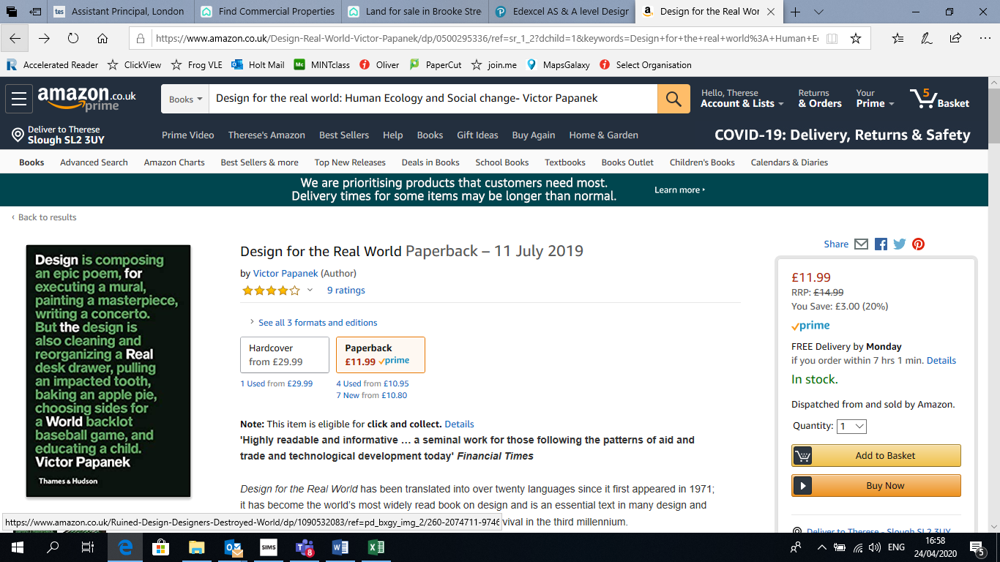 Assistant Principal, London
Find Commercial Properties
Land for sale in Brooke Stre
Edexcel AS & A level Design
Design for the Real Wor
https://www.amazon.co.uk/Design-Real-World-Victor-Papanek/dp/0500295336/ref=sr_1_2?dchild=1&keywords=Design+for+the+real+world%3A+Human+E
Accelerated Reader ClickView Frog VLE Holt Mail MINTclass Oliver PaperCut join.me MapsGalaxy Select Organisation
amazon.co.uk
prime
Books
Design for the real world: Human Ecology and Social change- Victor Papanek
Hello, Therese
Account & Lists
Returns
& Orders
Your
Prime
5
Basket
Deliver to Therese
Slough SL2 3UY
Prime Video Therese's Amazon Best Sellers Help Books Gift Ideas Buy Again Home & Garden
COVID-19: Delivery, Returns & Safety
Books Advanced Search Amazon Charts Best Sellers & more Top New Releases Deals in Books School Books Textbooks Books Outlet Children's Books Calendars & Diaries
We are prioritising products that customers need most.
Delivery times for some items may be longer than normal.
Learn more
‹ Back to results
Design is composing
an epic poem, for
executing a mural,
painting a masterpiece,
writing a concerto.
But the design is
also cleaning and
reorganizing a Real
desk drawer, pulling
an impacted tooth,
baking an apple pie,
choosing sides for
a World backlot
baseball game, and
educating a child.
Victor Papanek
Thames & Hudson
Design for the Real World Paperback – 11 July 2019
by Victor Papanek (Author)
9 ratings
See all 3 formats and editions
Hardcover
from £29.99
1 Used from £29.99
Paperback
£11.99 prime
4 Used from £10.95
7 New from £10.80
Note: This item is eligible for click and collect. Details
'Highly readable and informative … a seminal work for those following the patterns of aid and
trade and technological development today' Financial Times
Design for the Real World has been translated into over twenty languages since it first appeared in 1971;
it has become the world's most widely read book on design and is an essential text in many design and
vival in the third millennium.
Share
£11.99
RRP: £14.99
You Save: £3.00 (20%)
prime
FREE Delivery by Monday
if you order within 7 hrs 1 min. Details
In stock.
Dispatched from and sold by Amazon.
Quantity: 1
Add to Basket
Buy Now
Deliver to Therese - Slough SL2 3UY
https://www.amazon.co.uk/Ruined-Design-Designers-Destroyed-World/dp/1090532083/ref=pd_bxgy_img_2/260-2074711-9746
SIMS
8
ENG
16:58
24/04/2020
5